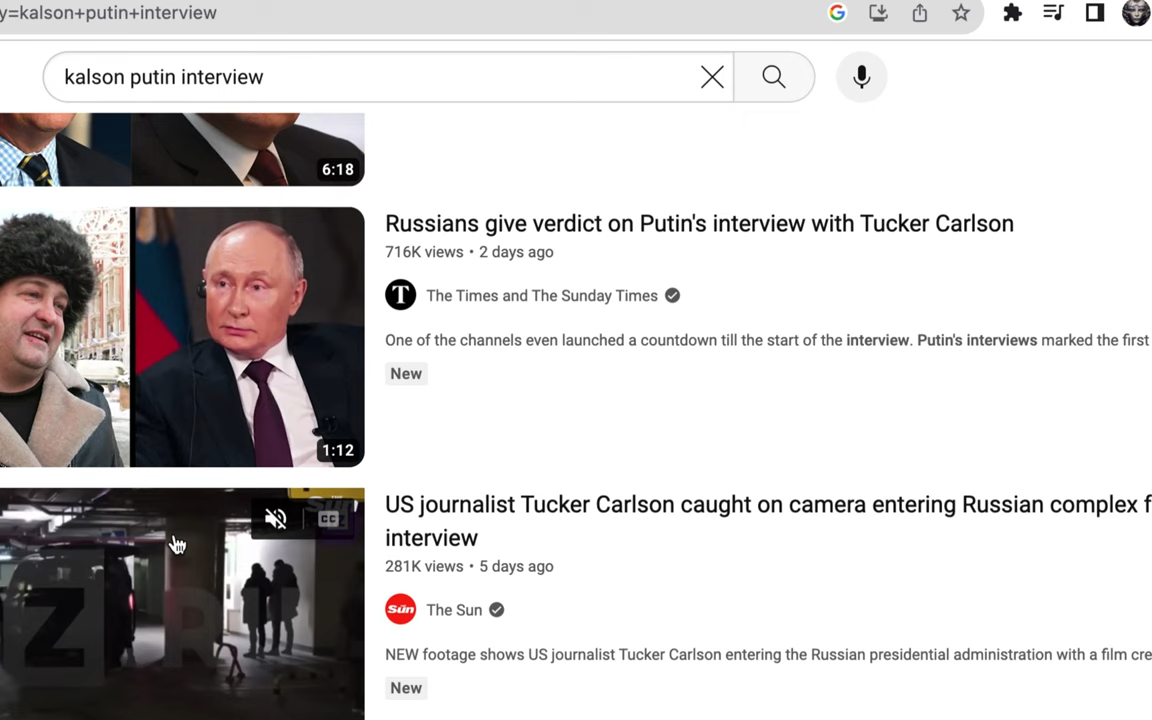 y=kalson+putin+interview
kalson putin interview
6:18
Russians give verdict on Putin's interview with Tucker Carlson
716K views • 2 days ago
T The Times and The Sunday Times
One of the channels even launched a countdown till the start of the interview. Putin's interviews marked the first
New
1:12
CC
US journalist Tucker Carlson caught on camera entering Russian complex f
interview
281K views • 5 days ago
Sun The Sun
NEW footage shows US journalist Tucker Carlson entering the Russian presidential administration with a film cre
New
Z R